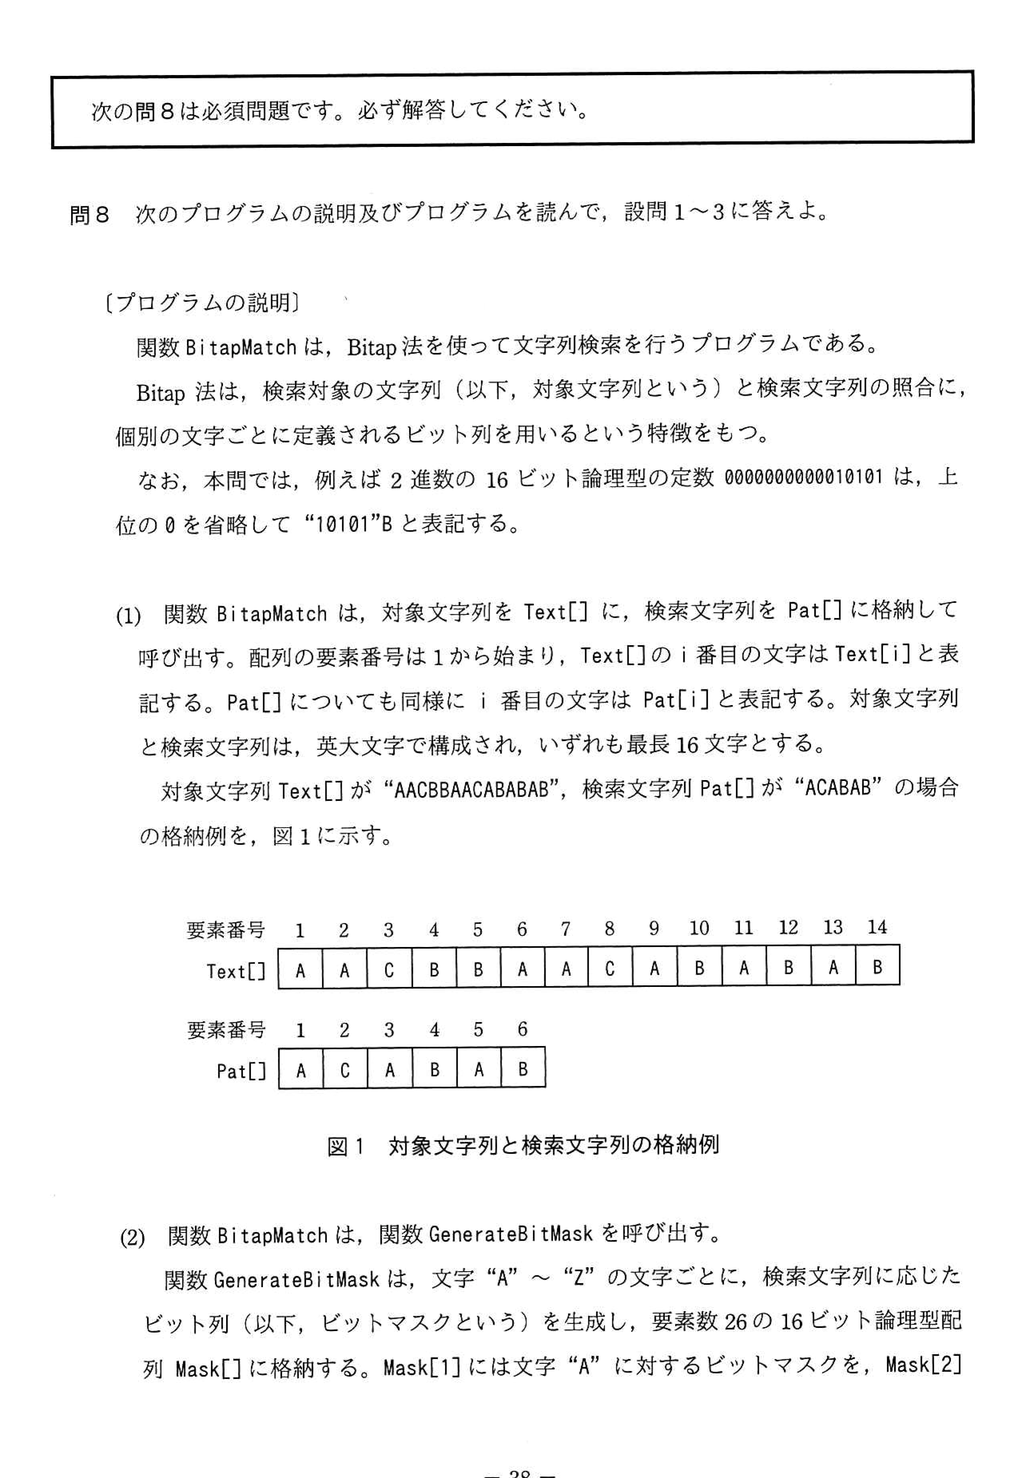 次の問8は必須問題です。必ず解答してください。
問8 次のプログラムの説明及びプログラムを読んで，設問1～3に答えよ。
〔プログラムの説明〕
関数BitapMatchは，Bitap法を使って文字列検索を行うプログラムである。
Bitap 法は，検索対象の文字列（以下，対象文字列という）と検索文字列の照合に，
個別の文字ごとに定義されるビット列を用いるという特徴をもつ。
なお，本問では，例えば 2 進数の 16 ビット論理型の定数 0000000000010101 は，上
位の 0 を省略して “10101”B と表記する。
(1) 関数 BitapMatch は，対象文字列を Text[] に，検索文字列を Pat[] に格納して
呼び出す。配列の要素番号は1から始まり，Text[]の i 番目の文字は Text[i]と表
記する。Pat[] についても同様に i 番目の文字は Pat[i] と表記する。対象文字列
と検索文字列は，英大文字で構成され，いずれも最長 16 文字とする。
対象文字列 Text[] が “AACBBAACABABAB”，検索文字列 Pat[] が “ACABAB” の場合
の格納例を，図1に示す。
要素番号 1 2 3 4 5 6 7 8 9 10 11 12 13 14
Text[] A A C B B A A C A B A B A B
要素番号 1 2 3 4 5 6
Pat[] A C A B A B
図1 対象文字列と検索文字列の格納例
(2) 関数 BitapMatch は，関数 GenerateBitMask を呼び出す。
関数 GenerateBitMask は，文字 “A” ～ “Z” の文字ごとに，検索文字列に応じた
ビット列（以下，ビットマスクという）を生成し，要素数 26 の 16 ビット論理型配
列 Mask[] に格納する。Mask[1] には文字 “A” に対するビットマスクを，Mask[2]
― 38 ―